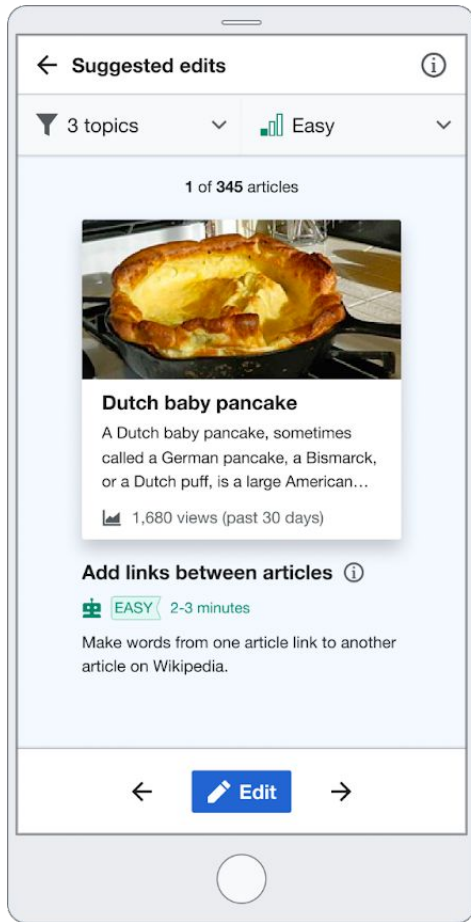 Suggested edits
3 topics
Easy
1 of 345 articles
Dutch baby pancake
A Dutch baby pancake, sometimes
called a German pancake, a Bismarck,
or a Dutch puff, is a large American...
1,680 views (past 30 days)
Add links between articles
EASY 2-3 minutes
Make words from one article link to another
article on Wikipedia.
Edit